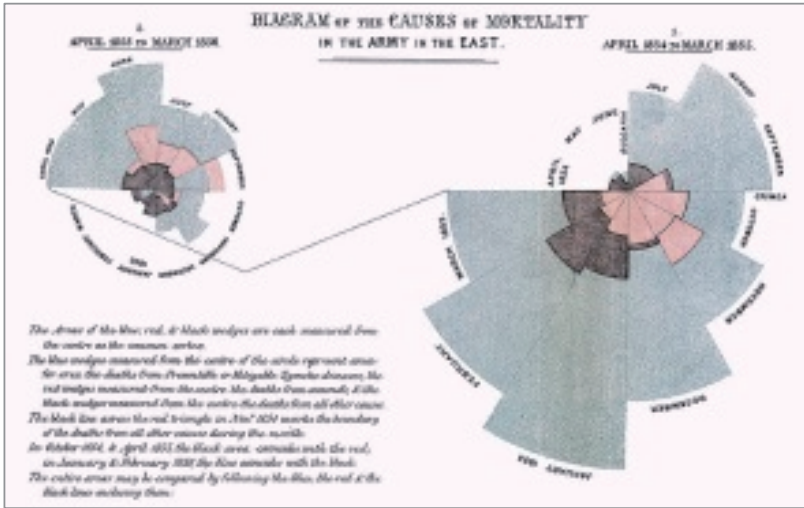 DIAGRAM OF THE CAUSES OF MORTALITY
IN THE ARMY IN THE EAST.
2.
APRIL 1855 TO MARCH 1856.
1.
APRIL 1854 TO MARCH 1855.
JUNE
JULY
AUGUST
MAY
APRIL 1854
MAY
JUNE
JULY
AUGUST
SEPTEMBER
CRIMEA
OCTOBER
NOVEMBER
DECEMBER
JANUARY 1855
FEBRUARY
MARCH 1855
BULGARIA
The Areas of the blue, red, & black wedges are each measured from
the centre as the common vertex.
The blue wedges measured from the centre of the circle represent area
for area the deaths from Preventible or Mitigable Zymotic diseases, the
red wedges measured from the centre the deaths from wounds, & the
black wedges measured from the centre the deaths from all other causes.
The black line across the red triangle in Nov. 1854 marks the boundary
of the deaths from all other causes during the month.
In October 1854, & April 1855, the black area coincides with the red,
in January & February 1856, the blue coincides with the black.
The entire areas may be compared by following the blue, the red & the
black lines enclosing them.